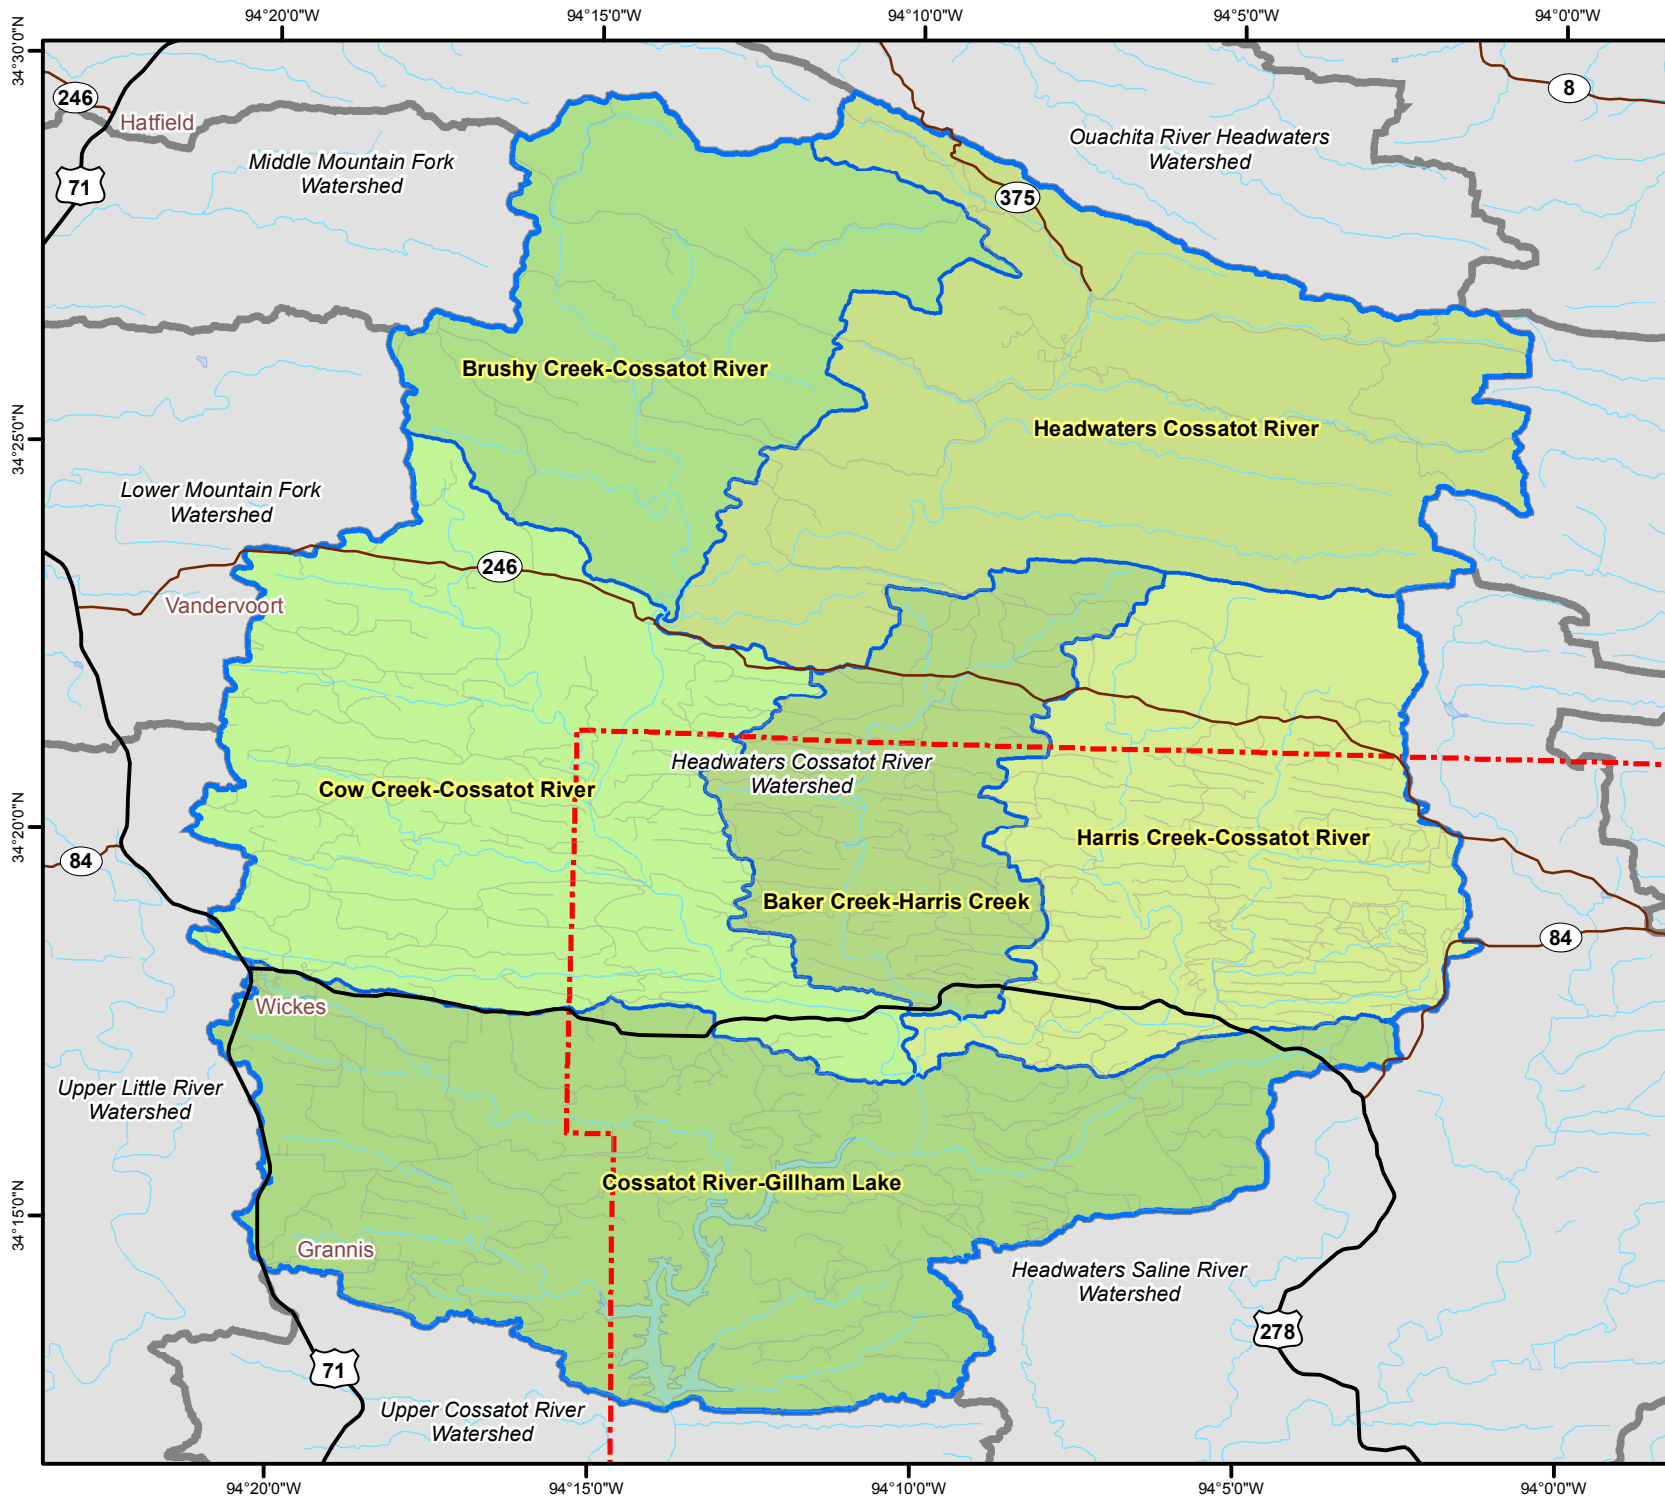 94°20'0"W
94°15'0"W
94°10'0"W
94°5'0"W
94°0'0"W
34°30'0"N
246
8
Hatfield
Ouachita River Headwaters
Watershed
Middle Mountain Fork
Watershed
71
375
Brushy Creek-Cossatot River
Headwaters Cossatot River
34°25'0"N
Lower Mountain Fork
Watershed
246
Vandervoort
Headwaters Cossatot River
Watershed
Cow Creek-Cossatot River
34°20'0"N
Harris Creek-Cossatot River
84
Baker Creek-Harris Creek
84
Wickes
Upper Little River
Watershed
Cossatot River-Gillham Lake
34°15'0"N
Grannis
Headwaters Saline River
Watershed
278
71
Upper Cossatot River
Watershed
94°20'0"W
94°15'0"W
94°10'0"W
94°5'0"W
94°0'0"W